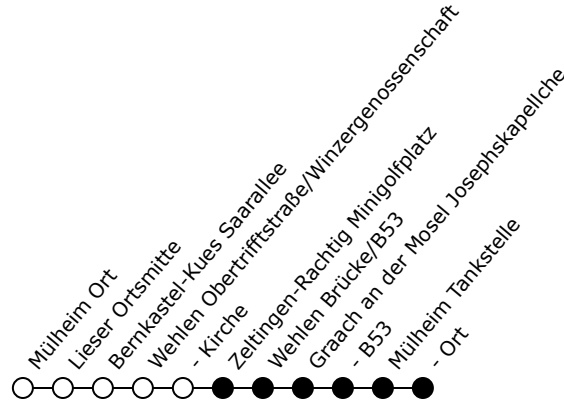 Mülheim Ort
Lieser Ortsmitte
Bernkastel-Kues Saarallee
Wehlen Obertrifftstraße/Winzergenossenschaft
- Kirche
Zeltingen-Rachtig Minigolfplatz
Wehlen Brücke/B53
Graach an der Mosel Josephskapellche
- B53
Mülheim Tankstelle
- Ort